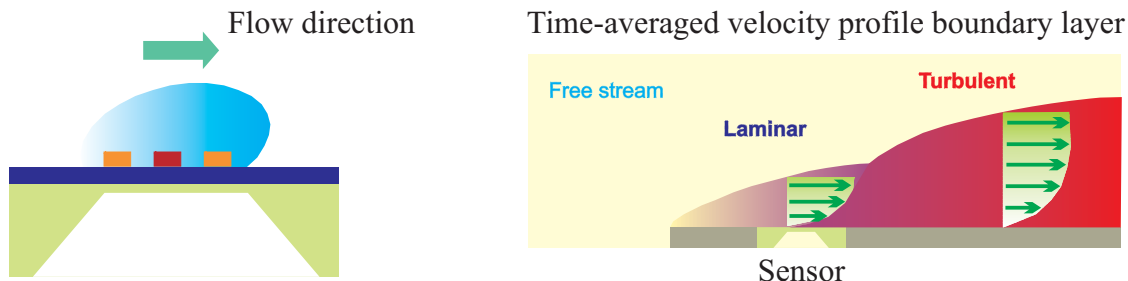 Flow direction
Time-averaged velocity profile boundary layer
Free stream
Turbulent
Laminar
Sensor